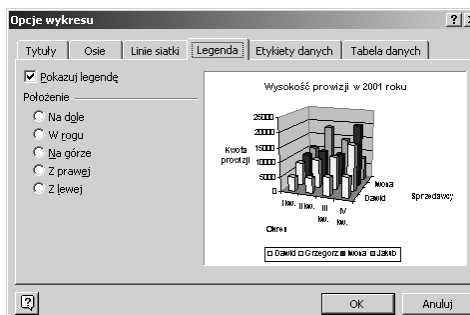 Opcje wykresu
Tytuły Osie Linie siatki Legenda Etykiety danych Tabela danych
Pokazuj legendę
Położenie
Na dole
W rogu
Na górze
Z prawej
Z lewej
Wysokość prowizji w 2001 roku
25000
20000
15000
10000
5000
0
Kwota
prowizji
I kw. II kw. III
kw. IV
kw.
Okres
Iwona
Dawid
Sprzedawcy
Dawid Grzegorz Iwona Jakub
OK Anuluj